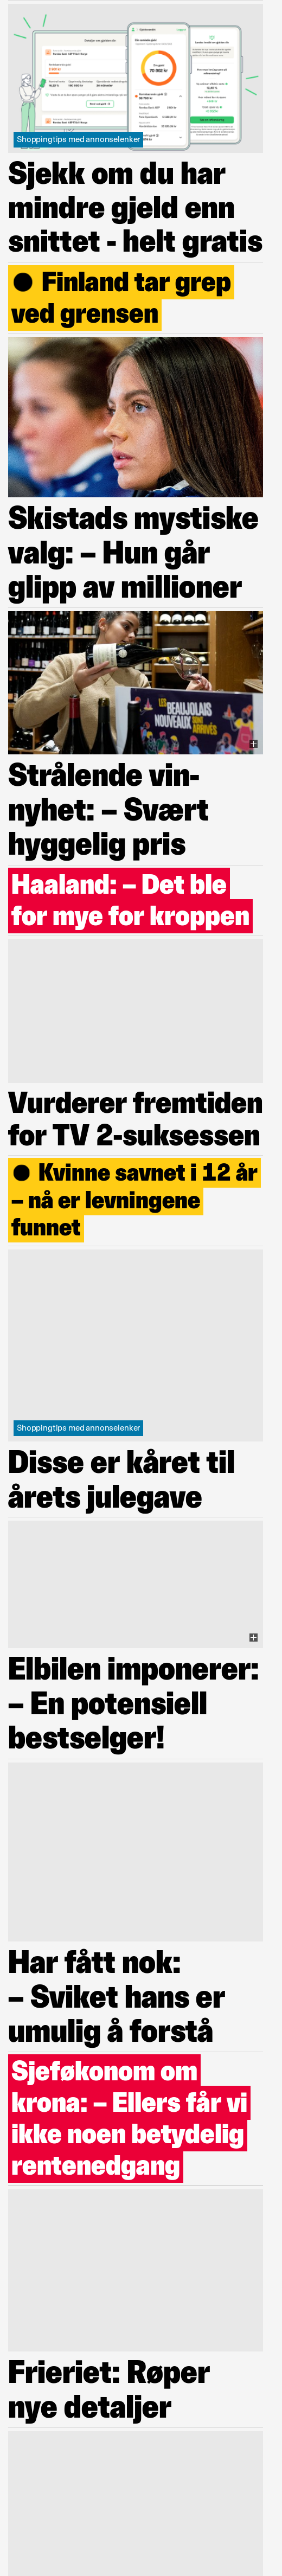 Shoppingtips med annonselenker
Sjekk om du har
mindre gjeld enn
snittet - helt gratis
Finland tar grep
ved grensen
Skistads mystiske
valg: – Hun går
glipp av millioner
LES
BEAUJOLAIS
NOUVEAUX
SONT
ARRIVÉS
Strålende vin-
nyhet: – Svært
hyggelig pris
Haaland: – Det ble
for mye for kroppen
Vurderer fremtiden
for TV 2-suksessen
Kvinne savnet i 12 år
– nå er levningene
funnet
Shoppingtips med annonselenker
Disse er kåret til
årets julegave
Elbilen imponerer:
– En potensiell
bestselger!
Har fått nok:
– Sviket hans er
umulig å forstå
Sjeføkonom om
krona: – Ellers får vi
ikke noen betydelig
rentenedgang
Frieriet: Røper
nye detaljer